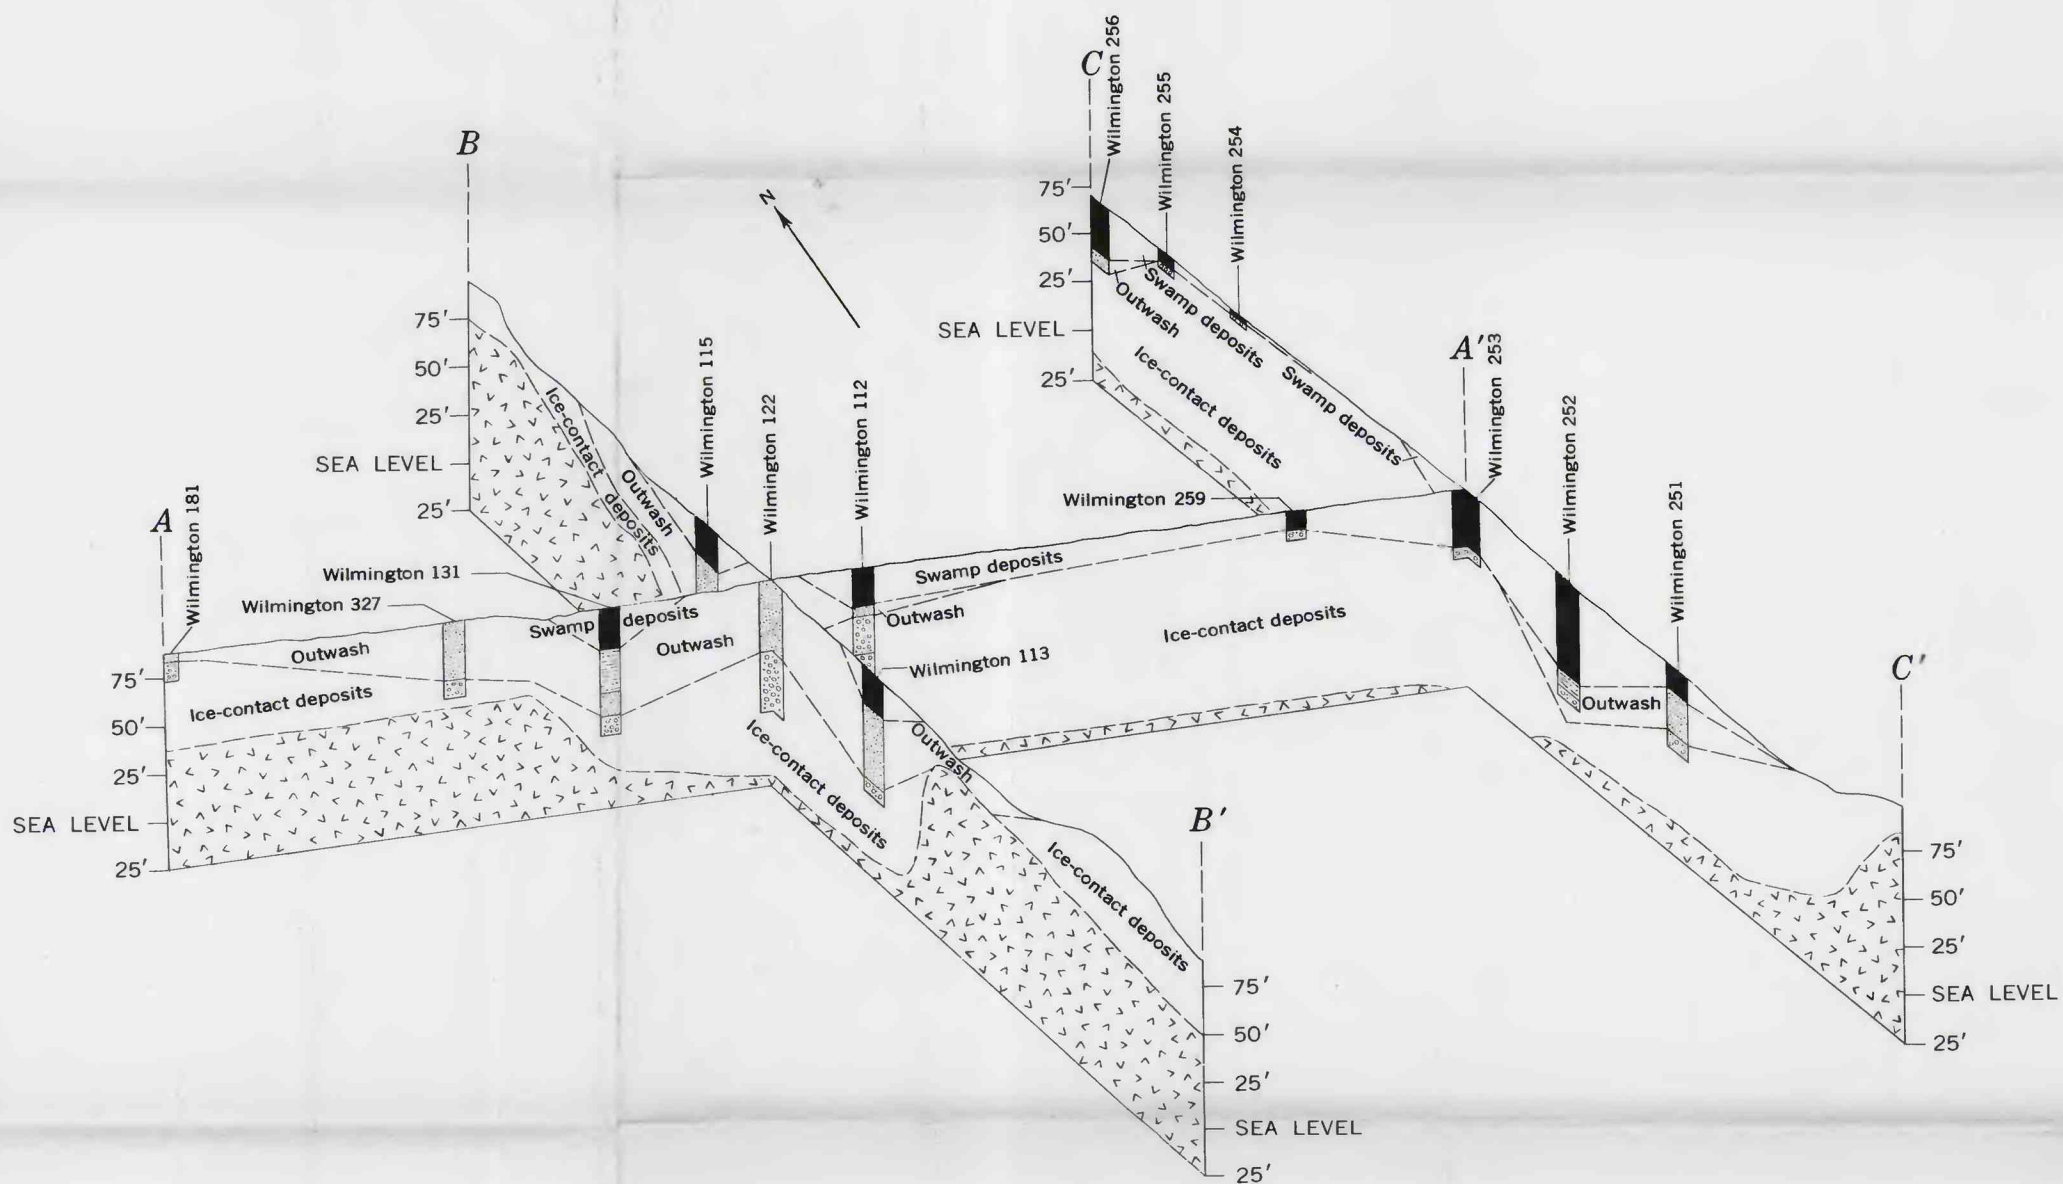 C
Wilmington 256
Wilmington 255
Wilmington 254
75′
50′
25′
SEA LEVEL
25′
Outwash
Swamp deposits
Swamp deposits
Ice-contact deposits
B
N
75′
50′
25′
SEA LEVEL
25′
Ice-contact deposits
Outwash
Wilmington 115
Wilmington 122
Wilmington 112
A′
Wilmington 253
Wilmington 252
Wilmington 251
Wilmington 259
A
Wilmington 181
Wilmington 131
Wilmington 327
Swamp deposits
Swamp deposits
Outwash
Outwash
Outwash
Ice-contact deposits
Wilmington 113
75′
50′
25′
SEA LEVEL
25′
Ice-contact deposits
Ice-contact deposits
Outwash
Outwash
C′
B′
Ice-contact deposits
75′
50′
25′
SEA LEVEL
25′
75′
50′
25′
SEA LEVEL
25′